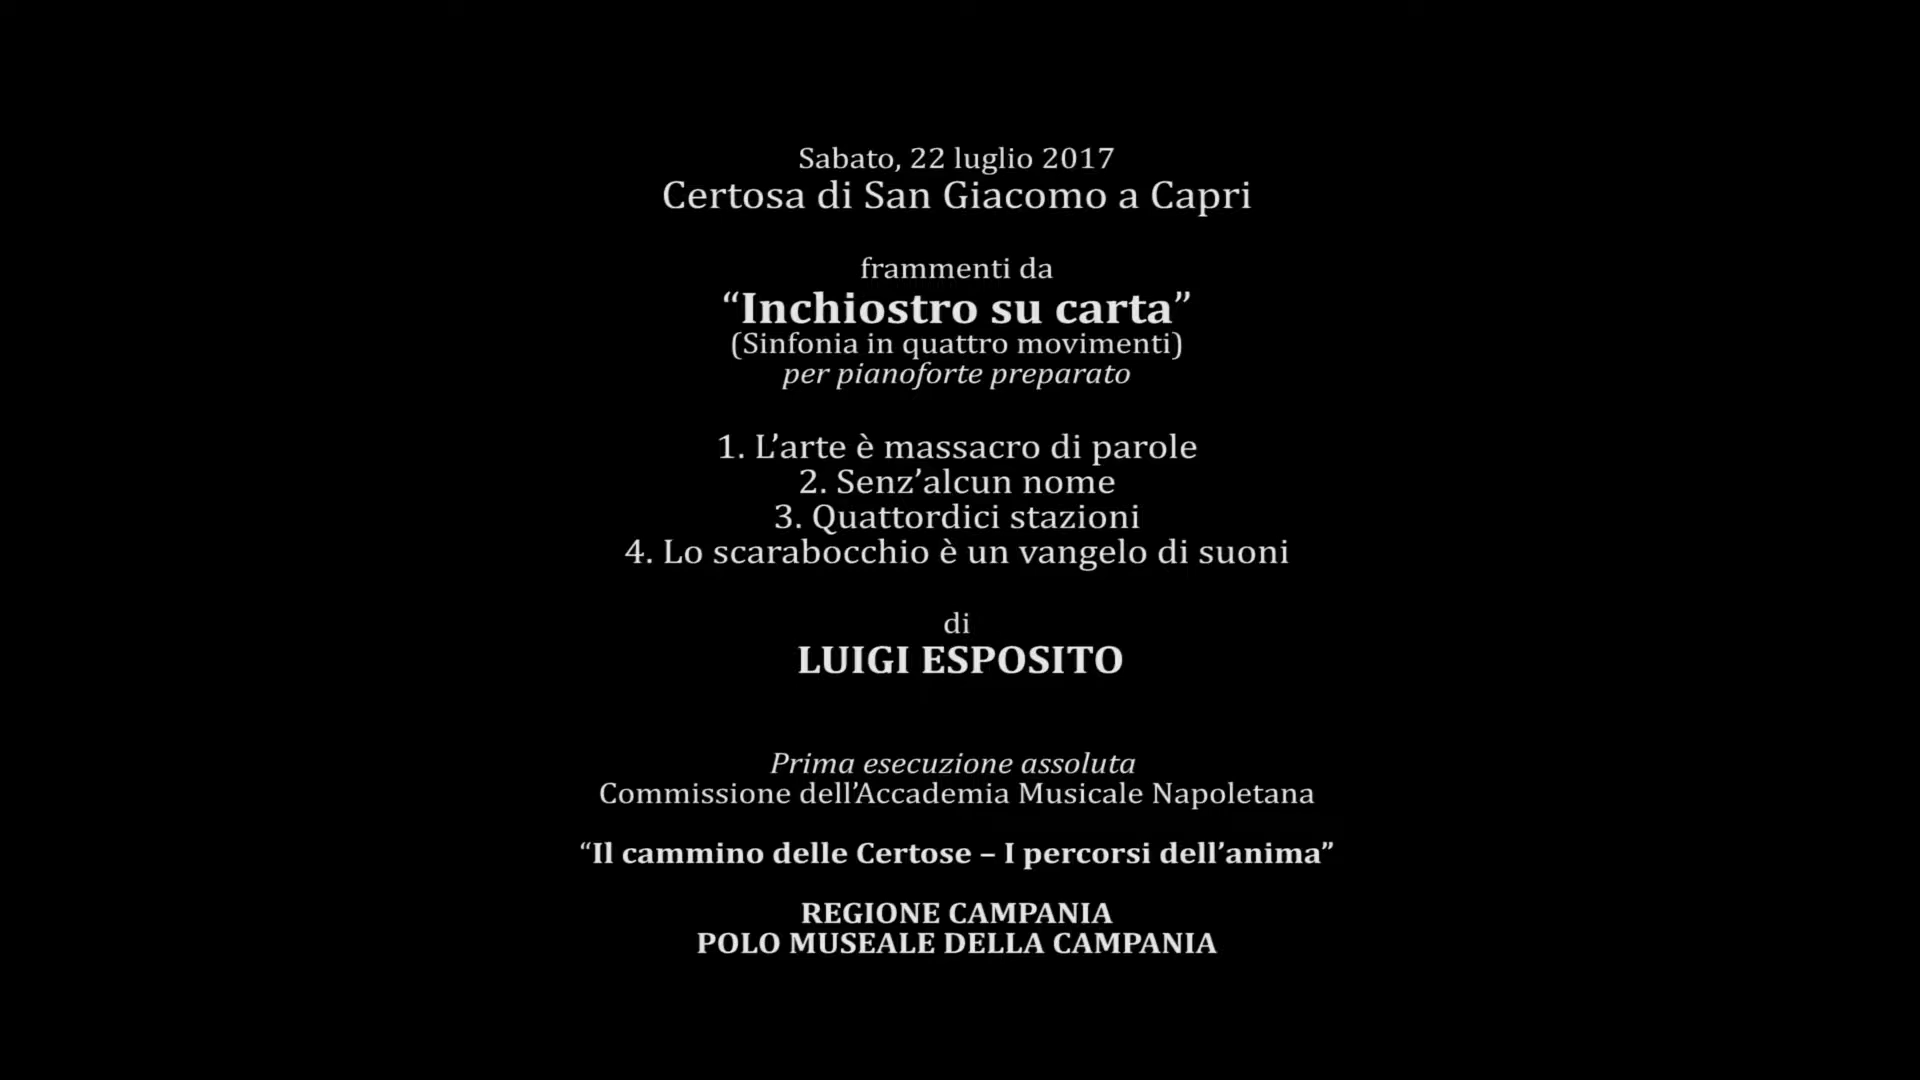 Sabato, 22 luglio 2017
Certosa di San Giacomo a Capri
frammenti da
“Inchiostro su carta”
(Sinfonia in quattro movimenti)
per pianoforte preparato
1. L’arte è massacro di parole
2. Senz’alcun nome
3. Quattordici stazioni
4. Lo scarabocchio è un vangelo di suoni
di
LUIGI ESPOSITO
Prima esecuzione assoluta
Commissione dell’Accademia Musicale Napoletana
“Il cammino delle Certose – I percorsi dell’anima”
REGIONE CAMPANIA
POLO MUSEALE DELLA CAMPANIA